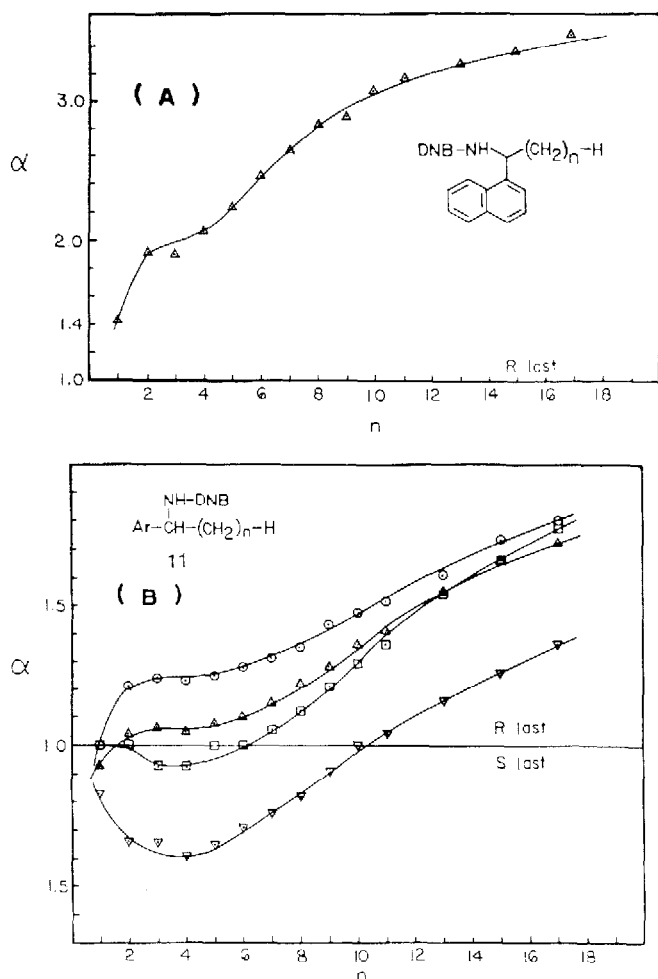 ( A )
3.0
α
2.0
1.4
1.0
DNB-NH
(CH2)n-H
R last
2 4 6 8 10 12 14 16 18
n
NH-DNB
Ar-CH-(CH2)n-H
11
( B )
1.5
α
1.0
R last
S last
1.5
2 4 6 8 10 12 14 16 18
n